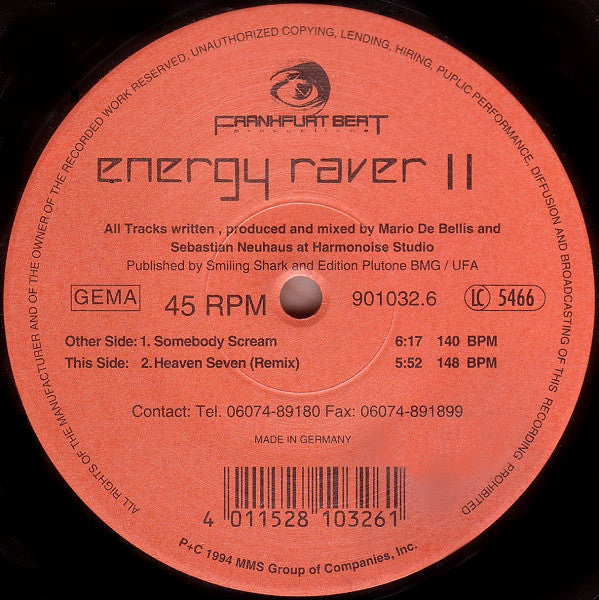 ALL RIGHTS OF THE MANUFACTURER AND OF THE OWNER OF THE RECORDED WORK RESERVED, UNAUTHORIZED COPYING, LENDING, HIRING, PUPLIC PERFORMANCE, DIFFUSION AND BROADCASTING OF THIS RECORDING PROHIBITED
FRANKFURT BEAT
productions
energy raver II
All Tracks written , produced and mixed by Mario De Bellis and
Sebastian Neuhaus at Harmonoise Studio
Published by Smiling Shark and Edition Plutone BMG / UFA
GEMA 45 RPM 901032.6 LC 5466
Other Side: 1. Somebody Scream 6:17 140 BPM
This Side: 2. Heaven Seven (Remix) 5:52 148 BPM
Contact: Tel. 06074-89180 Fax: 06074-891899
MADE IN GERMANY
4 011528 103261
P+C 1994 MMS Group of Companies, Inc.